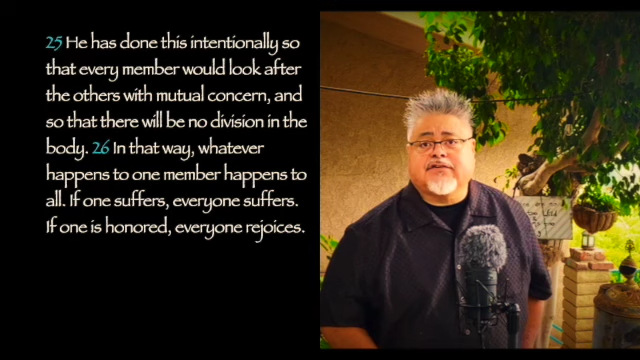 25 He has done this intentionally so
that every member would look after
the others with mutual concern, and
so that there will be no division in the
body. 26 In that way, whatever
happens to one member happens to
all. If one suffers, everyone suffers.
If one is honored, everyone rejoices.